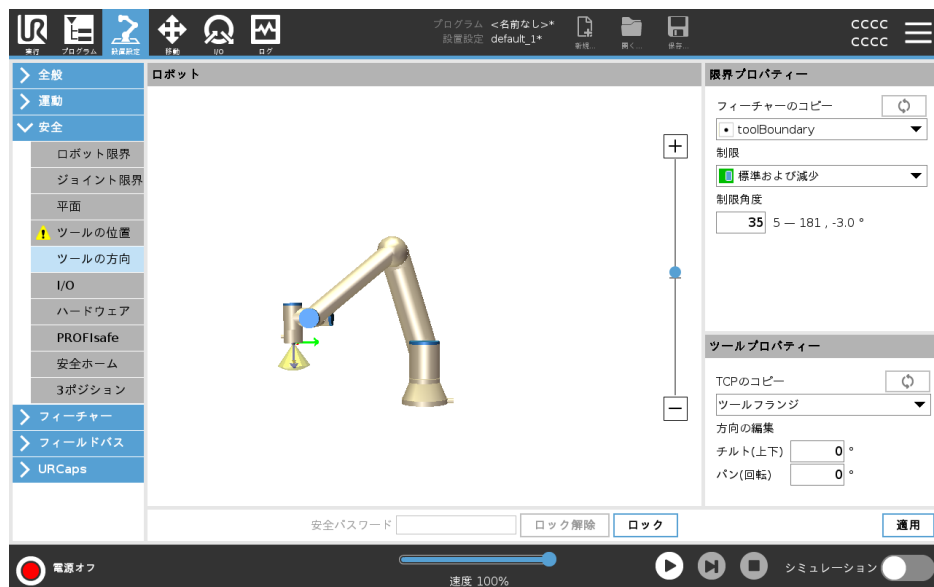 プログラム <名前なし>*
設置設定 default_1*
cccc
cccc
実行
プログラム
設置設定
移動
I/O
ログ
新規...
開く...
保存...
全般
運動
安全
ロボット限界
ジョイント限界
平面
ツールの位置
ツールの方向
I/O
ハードウェア
PROFIsafe
安全ホーム
3ポジション
フィーチャー
フィールドバス
URCaps
ロボット
限界プロパティー
フィーチャーのコピー
toolBoundary
制限
標準および減少
制限角度
35 5 — 181 , -3.0 °
ツールプロパティー
TCPのコピー
ツールフランジ
方向の編集
チルト(上下) 0 °
パン(回転) 0 °
安全パスワード ロック解除 ロック 適用
電源オフ
速度 100%
シミュレーション